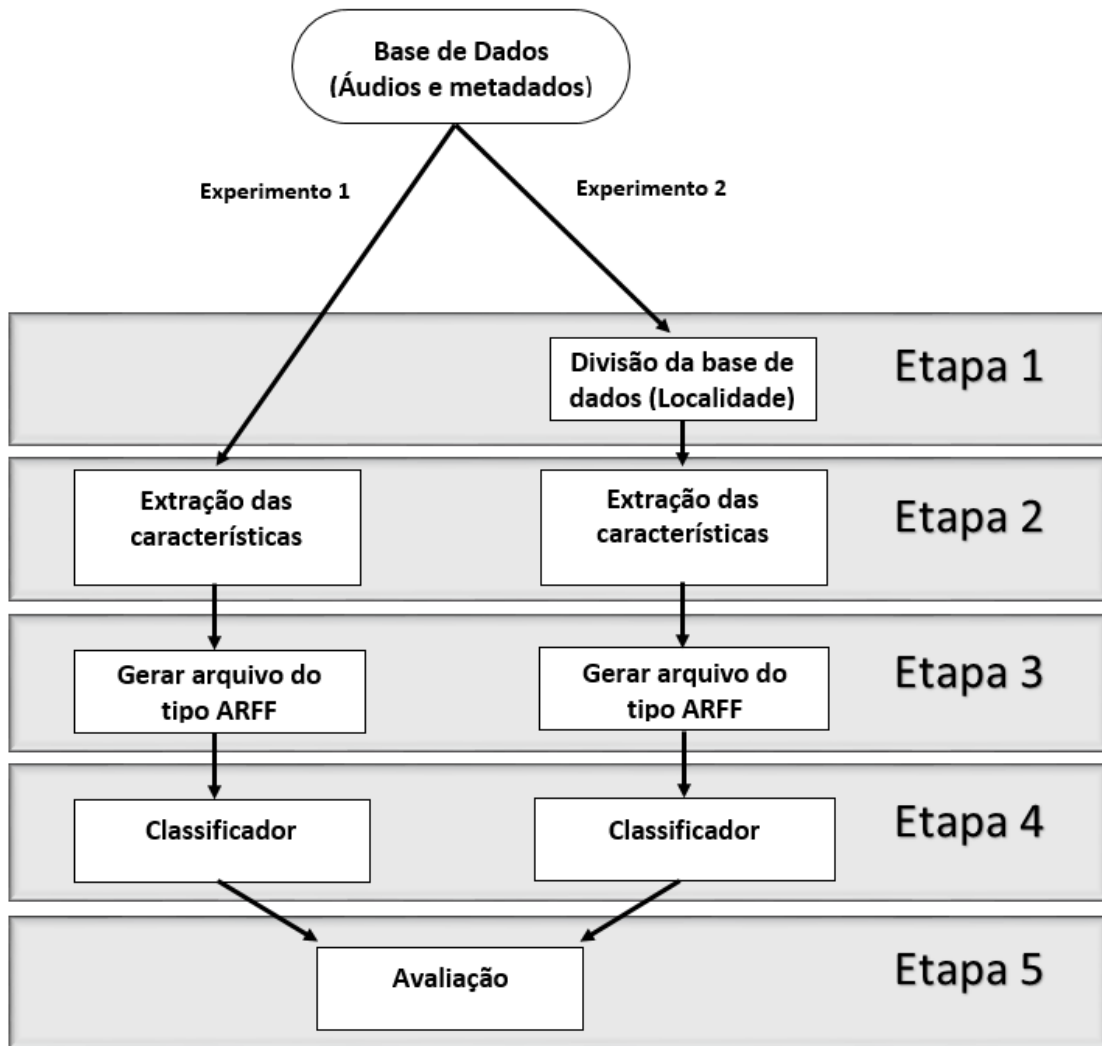 Base de Dados
(Áudios e metadados)
Experimento 1
Experimento 2
Divisão da base de
dados (Localidade)
Etapa 1
Extração das
característísticas
Extração das
característísticas
Etapa 2
Gerar arquivo do
tipo ARFF
Gerar arquivo do
tipo ARFF
Etapa 3
Classificador
Classificador
Etapa 4
Avaliação
Etapa 5